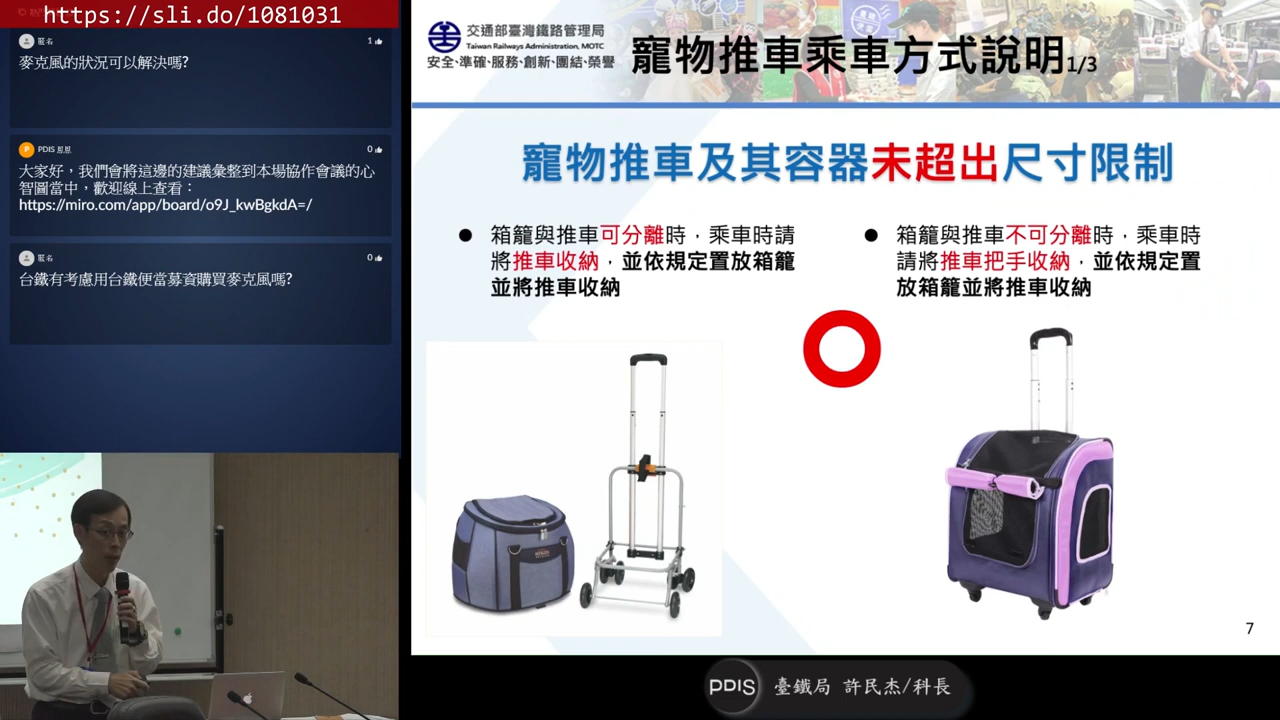 https://sli.do/1081031
匿名
1
麥克風的狀況可以解決嗎?
P
PDIS 恩恩
0
大家好，我們會將這邊的建議彙整到本場協作會議的心
智圖當中，歡迎線上查看：
https://miro.com/app/board/o9J_kwBgkdA=/
匿名
0
台鐵有考慮用台鐵便當募資購買麥克風嗎?
交通部臺灣鐵路管理局
Taiwan Railways Administration, MOTC
安全、準確、服務、創新、團結、榮譽
寵物推車乘車方式說明1/3
寵物推車及其容器未超出尺寸限制
● 箱籠與推車可分離時，乘車時請
將推車收納，並依規定置放箱籠
並將推車收納
● 箱籠與推車不可分離時，乘車時
請將推車把手收納，並依規定置
放箱籠並將推車收納
7
PDIS 臺鐵局 許民杰/科長